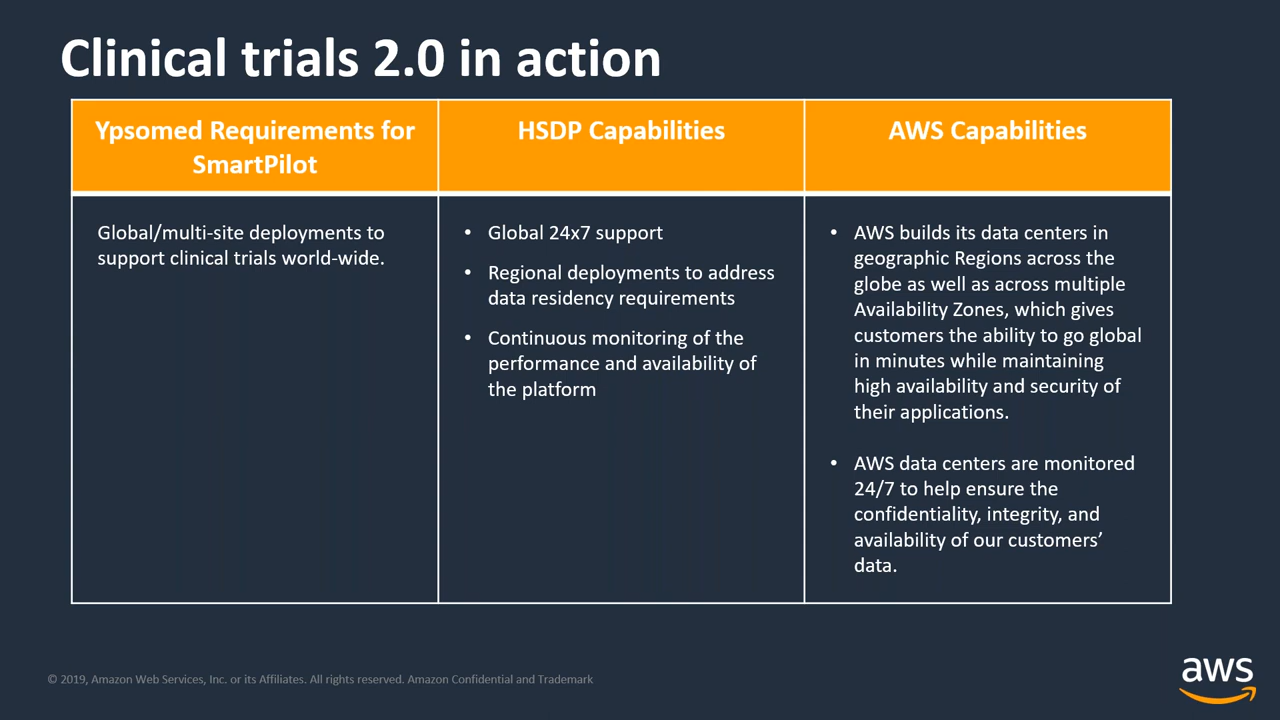 Clinical trials 2.0 in action
Ypsomed Requirements for
SmartPilot
HSDP Capabilities
AWS Capabilities
Global/multi-site deployments to
support clinical trials world-wide.
• Global 24x7 support
• Regional deployments to address
data residency requirements
• Continuous monitoring of the
performance and availability of
the platform
• AWS builds its data centers in
geographic Regions across the
globe as well as across multiple
Availability Zones, which gives
customers the ability to go global
in minutes while maintaining
high availability and security of
their applications.
• AWS data centers are monitored
24/7 to help ensure the
confidentiality, integrity, and
availability of our customers’
data.
© 2019, Amazon Web Services, Inc. or its Affiliates. All rights reserved. Amazon Confidential and Trademark
aws